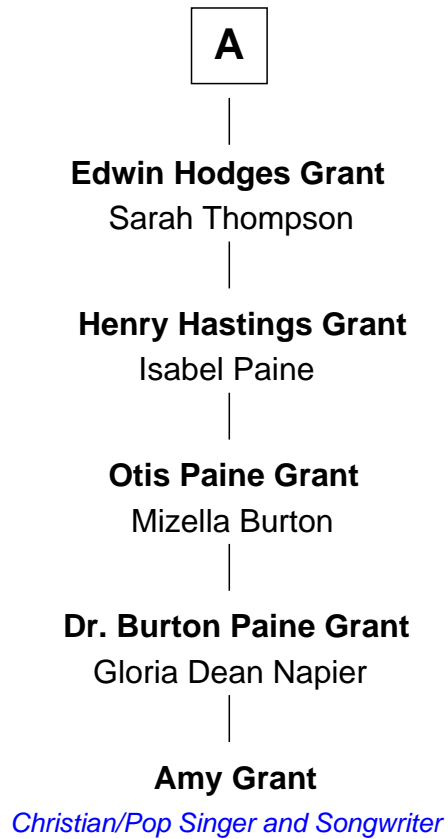 A
Edwin Hodges Grant
Sarah Thompson
Henry Hastings Grant
Isabel Paine
Otis Paine Grant
Mizella Burton
Dr. Burton Paine Grant
Gloria Dean Napier
Amy Grant
Christian/Pop Singer and Songwriter